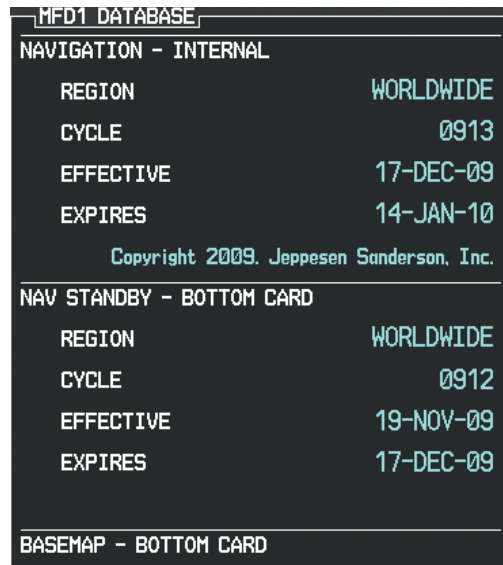 MFD1 DATABASE
NAVIGATION - INTERNAL
REGION WORLDWIDE
CYCLE 0913
EFFECTIVE 17-DEC-09
EXPIRES 14-JAN-10
Copyright 2009. Jeppesen Sanderson, Inc.
NAV STANDBY - BOTTOM CARD
REGION WORLDWIDE
CYCLE 0912
EFFECTIVE 19-NOV-09
EXPIRES 17-DEC-09
BASEMAP - BOTTOM CARD